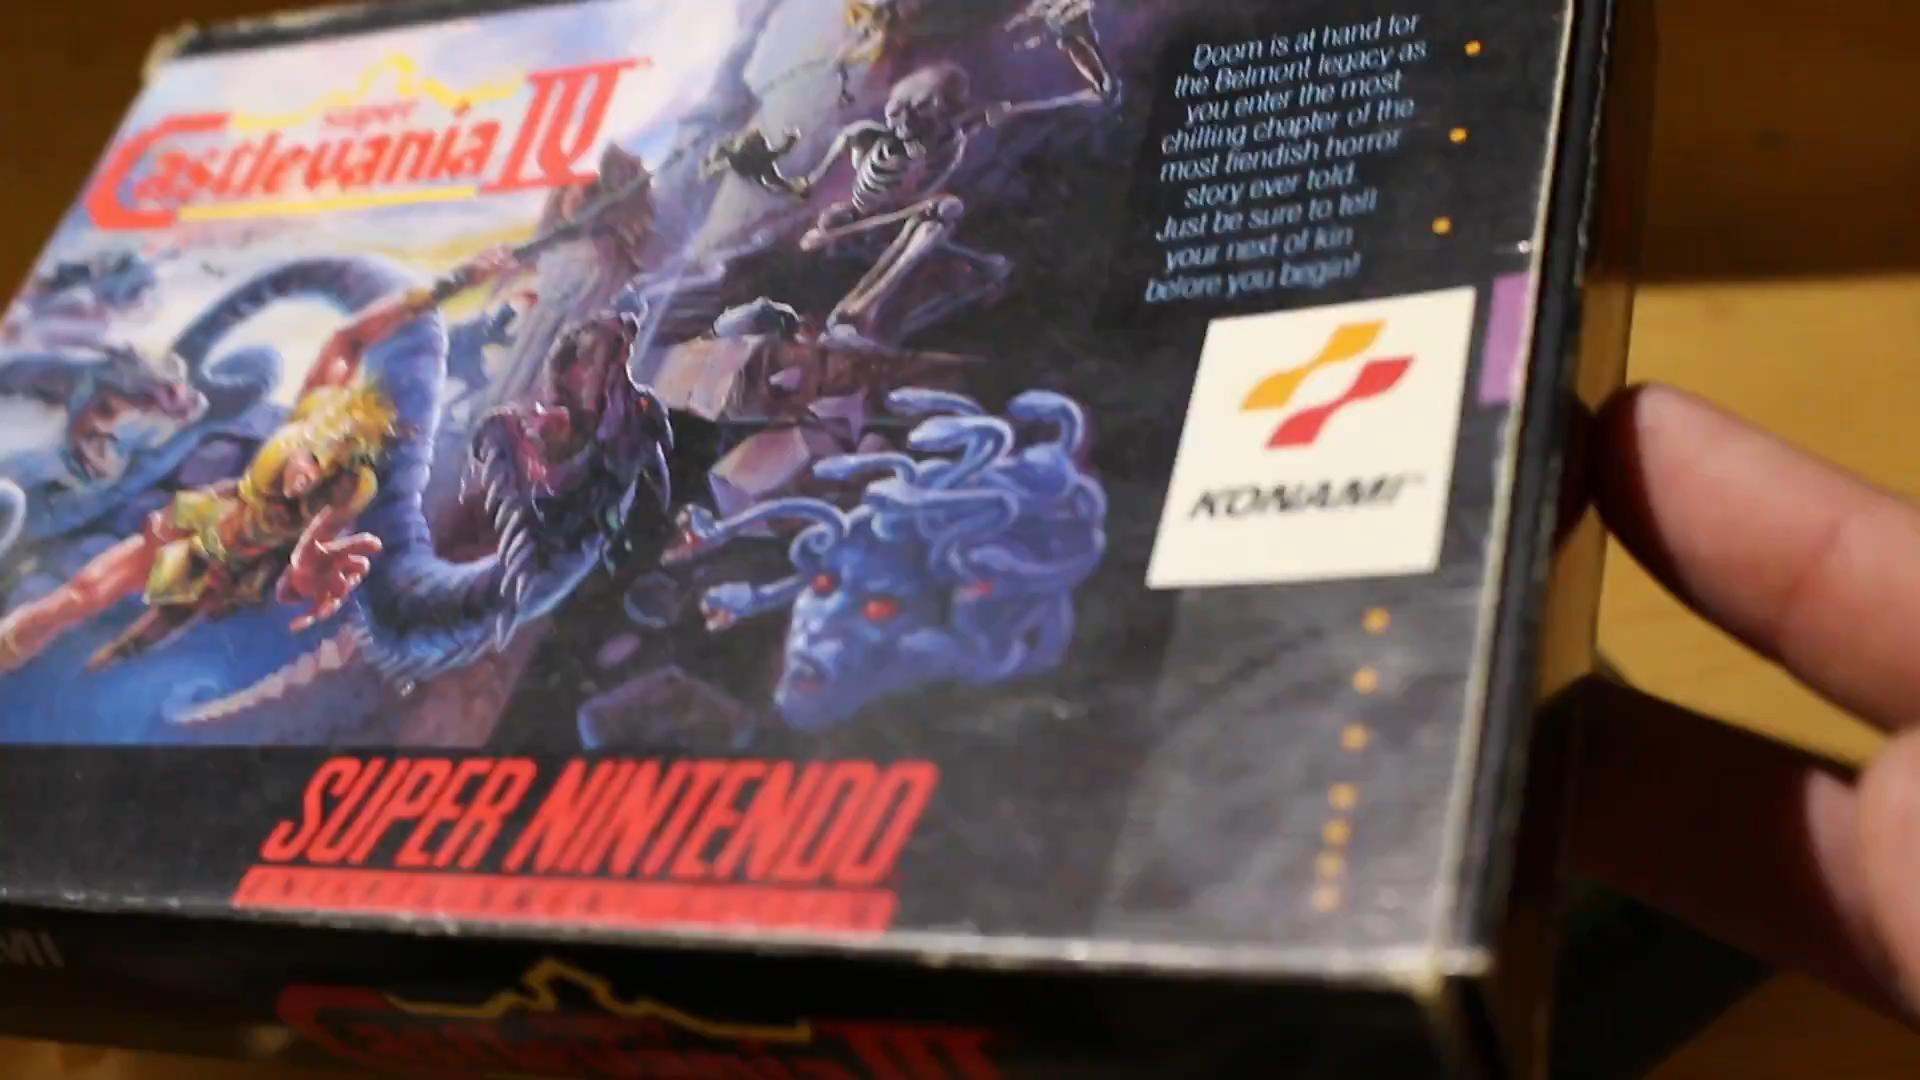 super
Castlevania IV
Doom is at hand for
the Belmont legacy as
you enter the most
chilling chapter of the
most fiendish horror
story ever told.
Just be sure to tell
your next of kin
before you begin!
KONAMI
SUPER NINTENDO
Castlevania IV